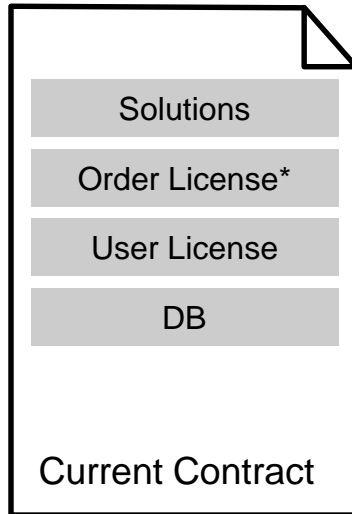 Solutions
Order License*
User License
DB
Current Contract